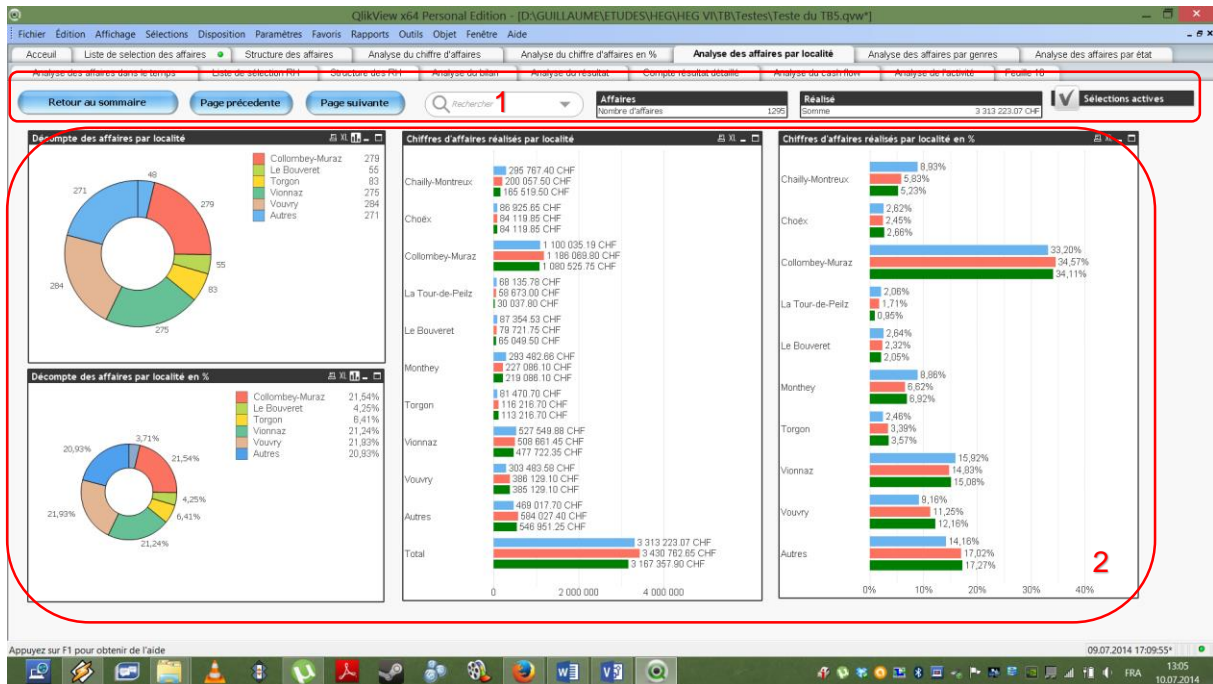 QlikView x64 Personal Edition - [D:\GUILLAUME\ETUDES\HEG\HEG VI\TB\Testes\Teste du TB5.qvw*]
Fichier Édition Affichage Sélections Disposition Paramètres Favoris Rapports Outils Objet Fenêtre Aide
Acceuil Liste de selection des affaires Structure des affaires Analyse du chiffre d'affaires Analyse du chiffre d'affaires en % Analyse des affaires par localité Analyse des affaires par genres Analyse des affaires par état
Analyse des affaires dans le temps Liste de sélection RH Structure des RH Analyse du bilan Analyse du résultat Compte résultat détaillé Analyse du cash flow Analyse de l'activité Feuille 18
Retour au sommaire Page précedente Page suivante Rechercher 1
Affaires
Nombre d'affaires 1295
Réalisé
Somme 3 313 223.07 CHF
Sélections actives
Décompte des affaires par localité XL
Collombey-Muraz 279
Le Bouveret 55
Torgon 83
Vionnaz 275
Vouvry 284
Autres 271
48
271
279
55
83
284
275
Décompte des affaires par localité en % XL
Collombey-Muraz 21,54%
Le Bouveret 4,25%
Torgon 6,41%
Vionnaz 21,24%
Vouvry 21,93%
Autres 20,93%
3,71%
20,93%
21,54%
4,25%
6,41%
21,93%
21,24%
Chiffres d'affaires réalisés par localité XL
295 767.40 CHF
Chailly-Montreux 200 057.50 CHF
165 519.50 CHF
86 925.65 CHF
Choëx 84 119.85 CHF
84 119.85 CHF
1 100 035.19 CHF
Collombey-Muraz 1 186 069.80 CHF
1 080 525.75 CHF
68 135.78 CHF
La Tour-de-Peilz 58 673.00 CHF
30 037.80 CHF
87 354.53 CHF
Le Bouveret 79 721.75 CHF
65 049.50 CHF
293 482.66 CHF
Monthey 227 086.10 CHF
219 086.10 CHF
81 470.70 CHF
Torgon 116 216.70 CHF
113 216.70 CHF
527 549.88 CHF
Vionnaz 508 661.45 CHF
477 722.35 CHF
303 483.58 CHF
Vouvry 386 129.10 CHF
385 129.10 CHF
469 017.70 CHF
Autres 584 027.40 CHF
546 951.25 CHF
3 313 223.07 CHF
Total 3 430 762.65 CHF
3 167 357.90 CHF
0 2 000 000 4 000 000
Chiffres d'affaires réalisés par localité en % XL
8,93%
Chailly-Montreux 5,83%
5,23%
2,62%
Choëx 2,45%
2,66%
33,20%
Collombey-Muraz 34,57%
34,11%
2,06%
La Tour-de-Peilz 1,71%
0,95%
2,64%
Le Bouveret 2,32%
2,05%
8,86%
Monthey 6,62%
6,92%
2,46%
Torgon 3,39%
3,57%
15,92%
Vionnaz 14,83%
15,08%
9,16%
Vouvry 11,25%
12,16%
14,16%
Autres 17,02%
17,27%
2
0% 10% 20% 30% 40%
Appuyez sur F1 pour obtenir de l'aide 09.07.2014 17:09:55*
FRA 13:05
10.07.2014